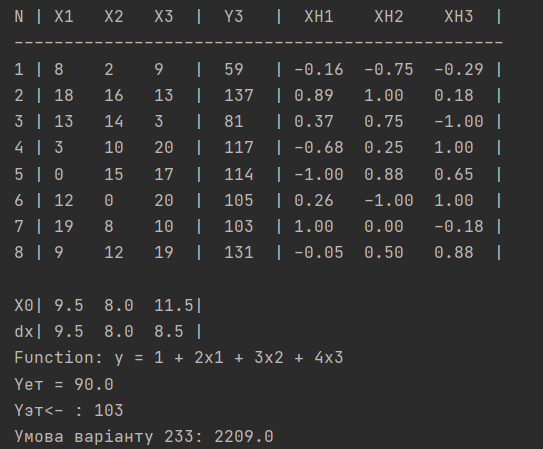 N | X1 X2 X3 | Y3 | XH1 XH2 XH3 |
-------------------------------------------------
1 | 8 2 9 | 59 | -0.16 -0.75 -0.29 |
2 | 18 16 13 | 137 | 0.89 1.00 0.18 |
3 | 13 14 3 | 81 | 0.37 0.75 -1.00 |
4 | 3 10 20 | 117 | -0.68 0.25 1.00 |
5 | 0 15 17 | 114 | -1.00 0.88 0.65 |
6 | 12 0 20 | 105 | 0.26 -1.00 1.00 |
7 | 19 8 10 | 103 | 1.00 0.00 -0.18 |
8 | 9 12 19 | 131 | -0.05 0.50 0.88 |
X0| 9.5 8.0 11.5|
dx| 9.5 8.0 8.5 |
Function: y = 1 + 2x1 + 3x2 + 4x3
Yет = 90.0
Yэт<- : 103
Умова варіанту 233: 2209.0